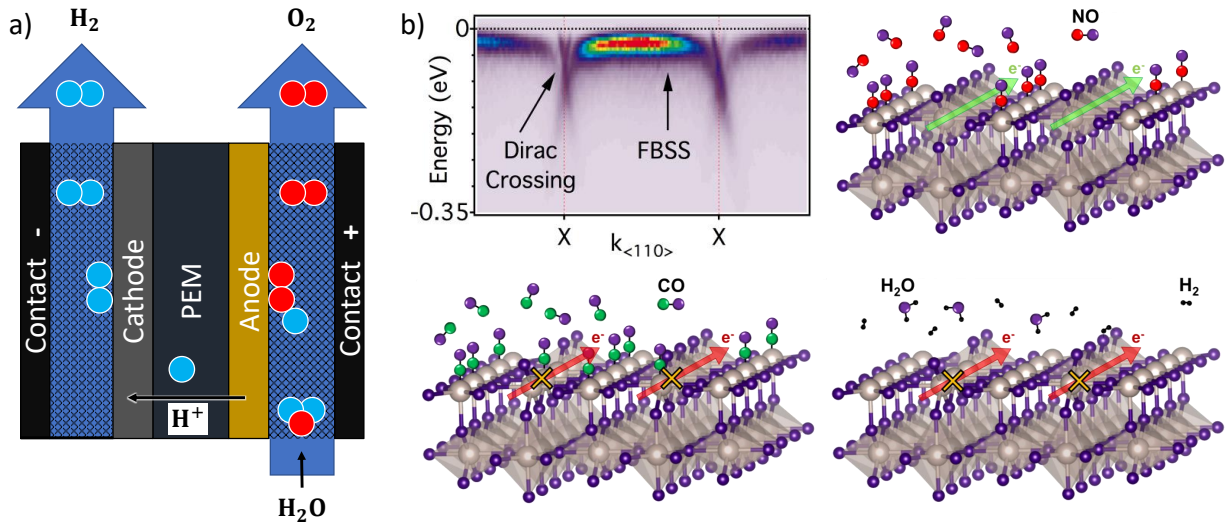 a)
H₂
O₂
Contact -
Cathode
PEM
Anode
Contact +
H⁺
H₂O
b)
0
Energy (eV)
-0.35
Dirac
Crossing
FBSS
X
k<110>
X
NO
e-
e-
CO
e-
e-
H₂O
H₂
e-
e-